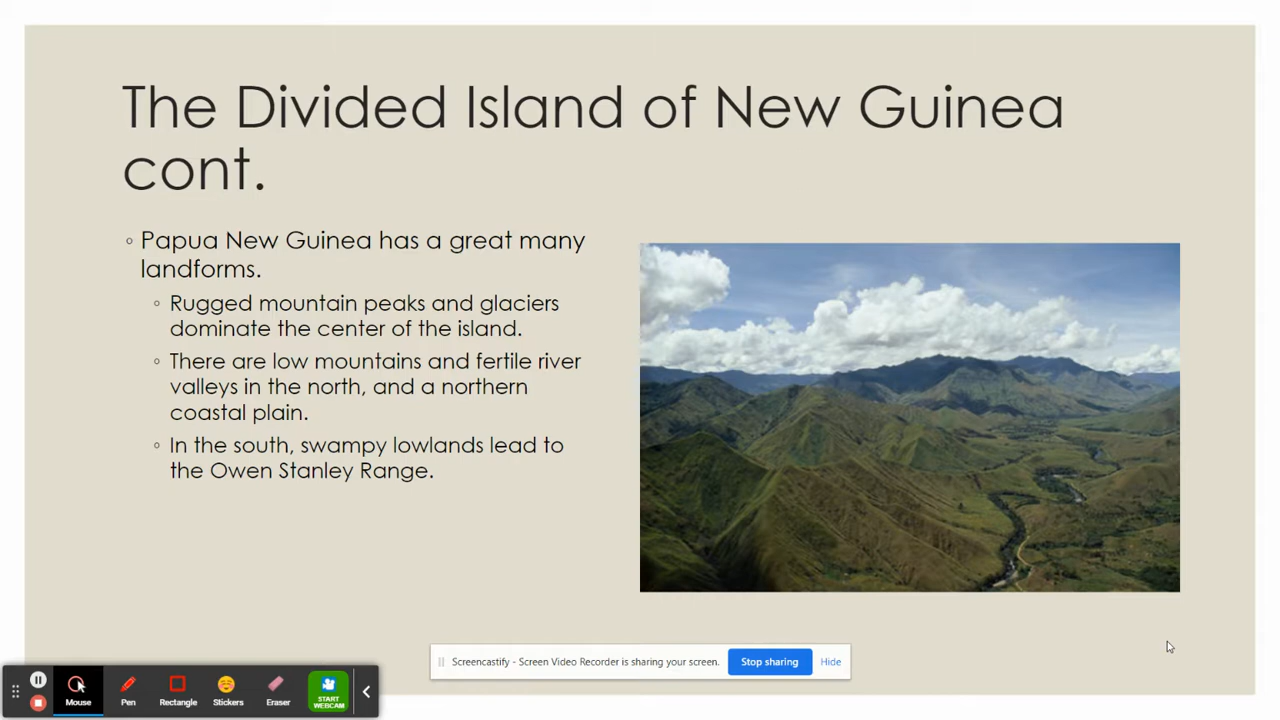 The Divided Island of New Guinea
cont.
◦ Papua New Guinea has a great many
landforms.
◦ Rugged mountain peaks and glaciers
dominate the center of the island.
◦ There are low mountains and fertile river
valleys in the north, and a northern
coastal plain.
◦ In the south, swampy lowlands lead to
the Owen Stanley Range.
Screencastify - Screen Video Recorder is sharing your screen.
Stop sharing
Hide
Mouse
Pen
Rectangle
Stickers
Eraser
START
WEBCAM